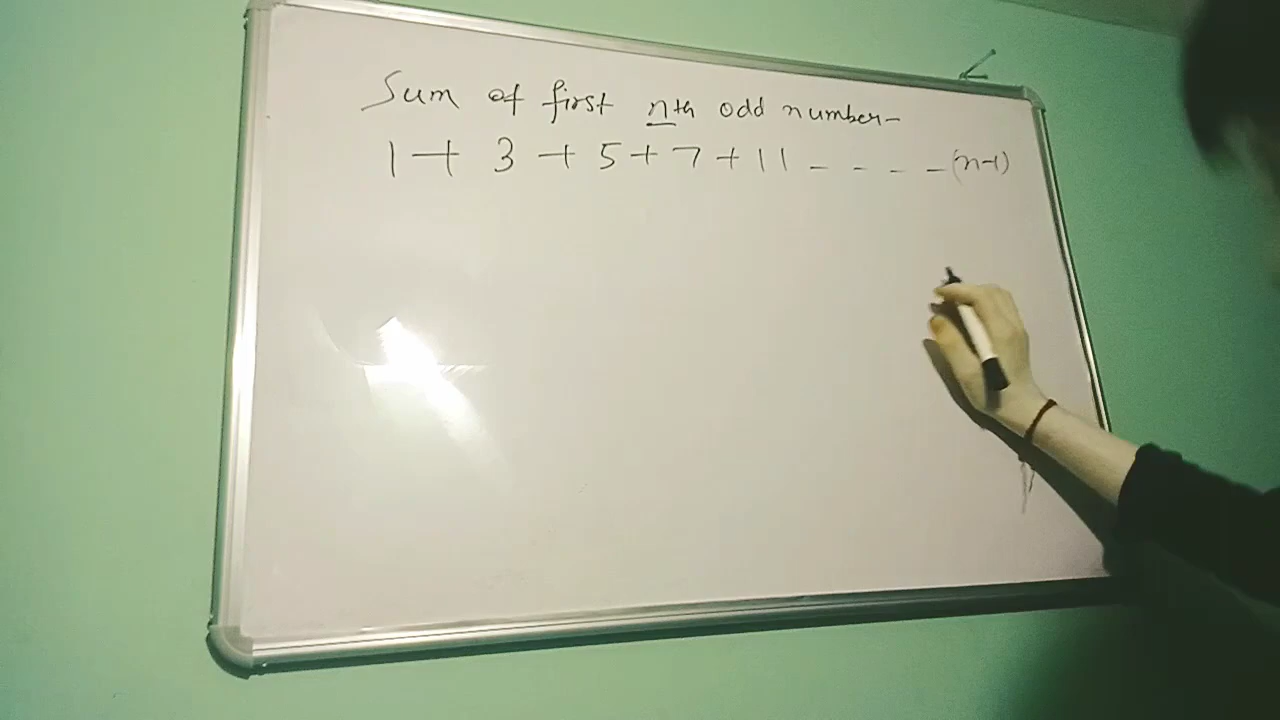 Sum of first nth odd number-
1 + 3 + 5 + 7 + 11 - - - - (n-1)